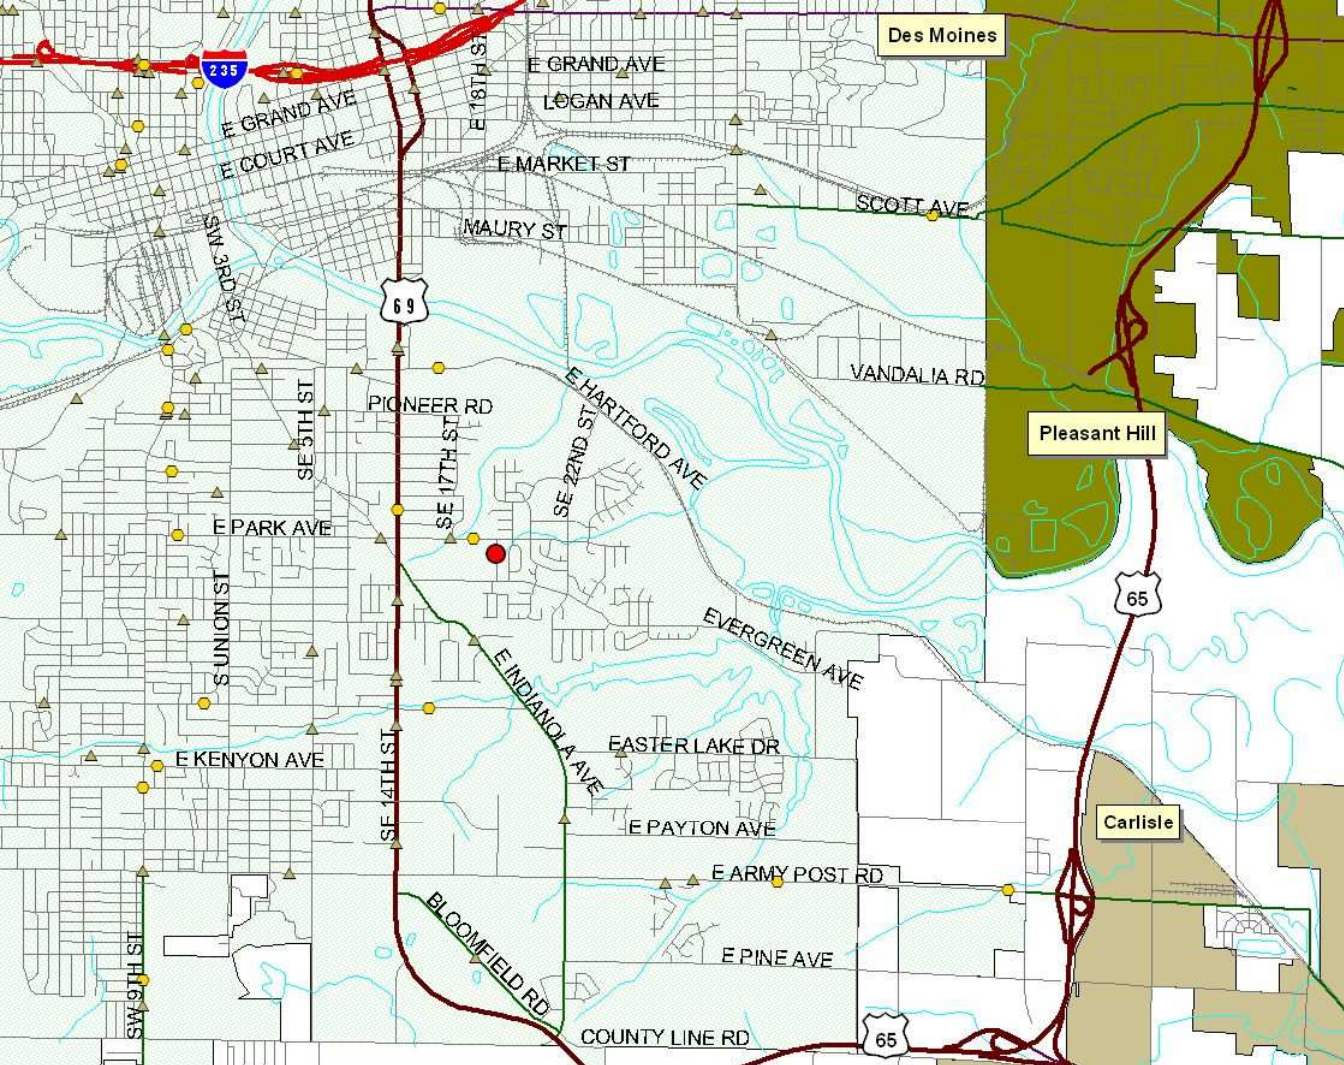 Des Moines
235
E 18TH ST
E GRAND AVE
LOGAN AVE
E GRAND AVE
E COURT AVE
E MARKET ST
SCOTT AVE
MAURY ST
SW 3RD ST
69
E HARTFORD AVE
VANDALIA RD
PIONEER RD
SE 5TH ST
SE 17TH ST
SE 22ND ST
Pleasant Hill
E PARK AVE
65
S UNION ST
EVERGREEN AVE
E INDIANOLA AVE
SE 14TH ST
EASTER LAKE DR
E KENYON AVE
Carlisle
E PAYTON AVE
E ARMY POST RD
BLOOMFIELD RD
SW 9TH ST
E PINE AVE
COUNTY LINE RD
65